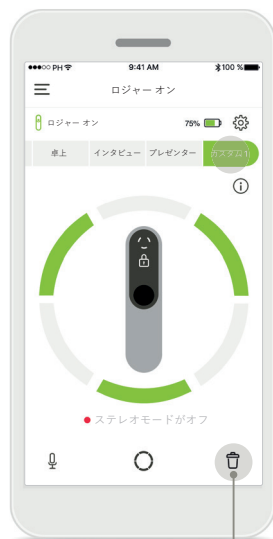 ●●●○○ PH 9:41 AM 100 %
ロジャー オン
ロジャー オン 75%
卓上 インタビュー プレゼンター カスタム 1
ステレオモードがオフ